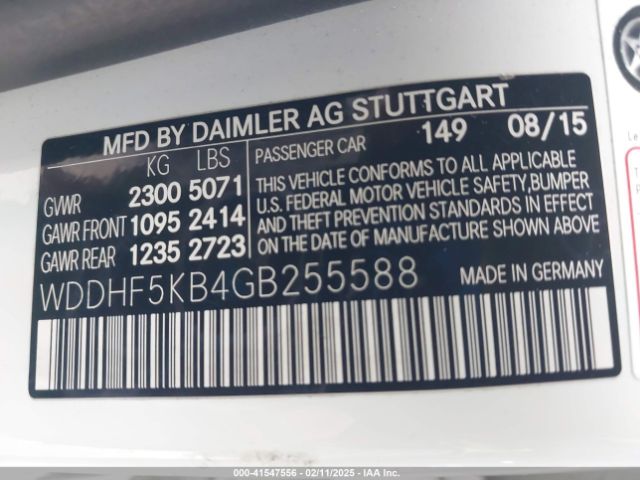 MFD BY DAIMLER AG STUTTGART
KG LBS
GVWR 2300 5071
GAWR FRONT 1095 2414
GAWR REAR 1235 2723
PASSENGER CAR 149 08/15
THIS VEHICLE CONFORMS TO ALL APPLICABLE
U.S. FEDERAL MOTOR VEHICLE SAFETY, BUMPER
AND THEFT PREVENTION STANDARDS IN EFFECT
ON THE DATE OF MANUFACTURE SHOWN ABOVE.
WDDHF5KB4GB255588 MADE IN GERMANY
000-41547556 - 02/11/2025 - IAA Inc.